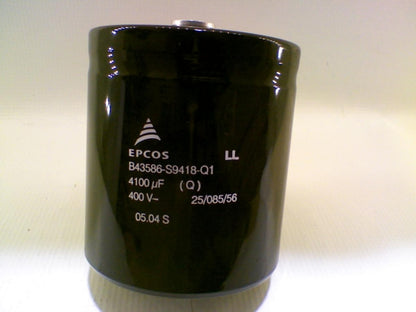 EPCOS LL
B43586-S9418-Q1
4100 µF (Q)
400 V~ 25/085/56
05.04 S